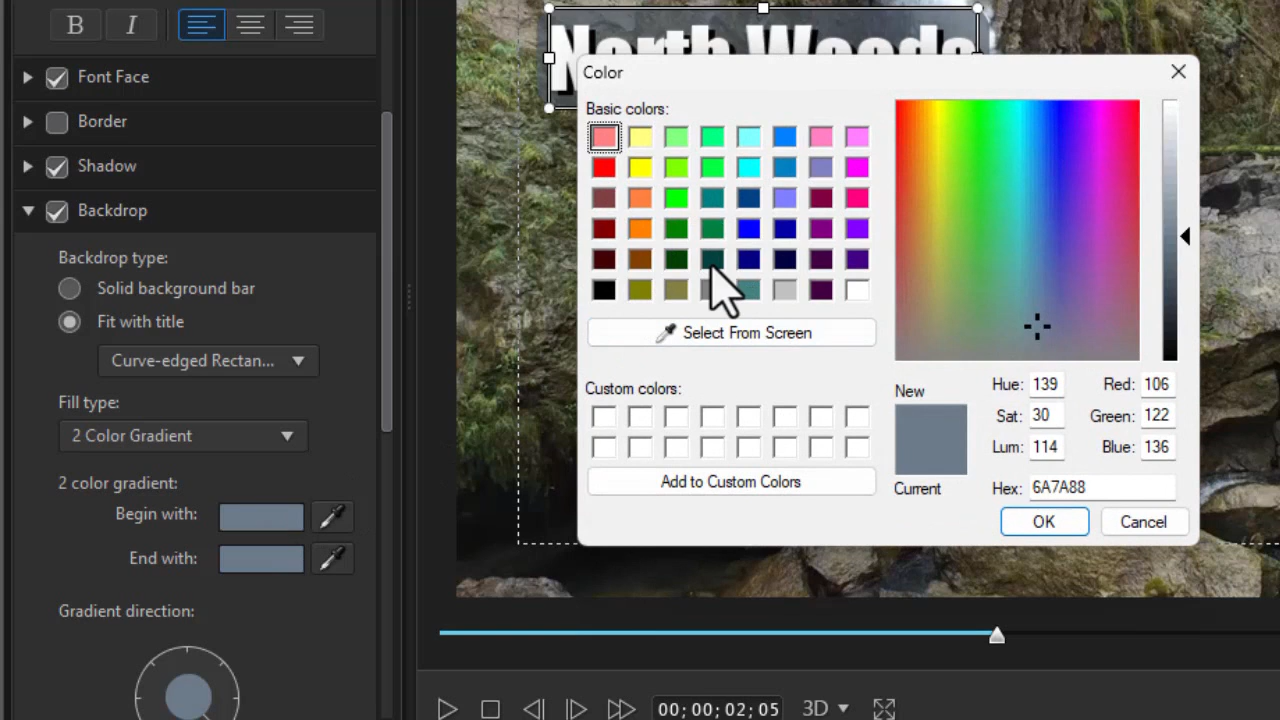 B I
Font Face
Border
Shadow
Backdrop
Backdrop type:
Solid background bar
Fit with title
Curve-edged Rectan...
Fill type:
2 Color Gradient
2 color gradient:
Begin with:
End with:
Gradient direction:
North Woods
Color
Basic colors:
Select From Screen
Custom colors:
Add to Custom Colors
New
Current
Hue: 139
Red: 106
Sat: 30
Green: 122
Lum: 114
Blue: 136
Hex: 6A7A88
OK
Cancel
00;00;02;05
3D